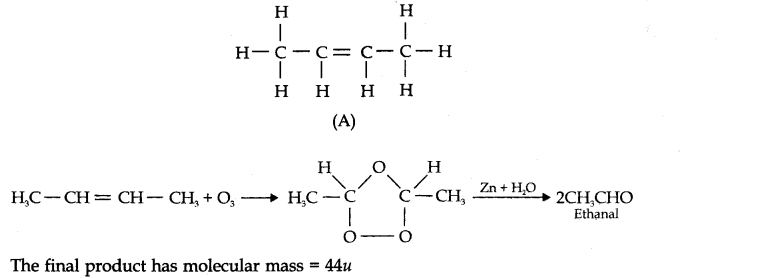 H H
H—C—C=C—C—H
H H H H
(A)
H O H
H₃C—CH=CH—CH₃ + O₃ ⟶ H₃C—C C—CH₃ Zn + H₂O ⟶ 2CH₃CHO
Ethanal
O—O
The final product has molecular mass = 44u